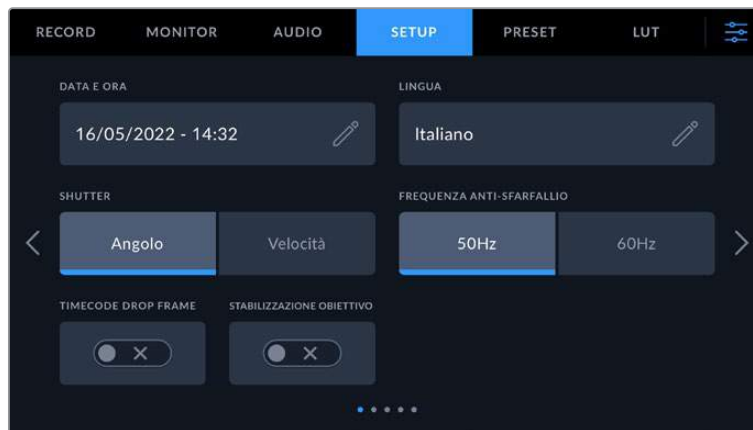 RECORD MONITOR AUDIO SETUP PRESET LUT
DATA E ORA LINGUA
16/05/2022 - 14:32 Italiano
SHUTTER FREQUENZA ANTI-SFARFALLIO
Angolo Velocità 50Hz 60Hz
TIMECODE DROP FRAME STABILIZZAZIONE OBIETTIVO